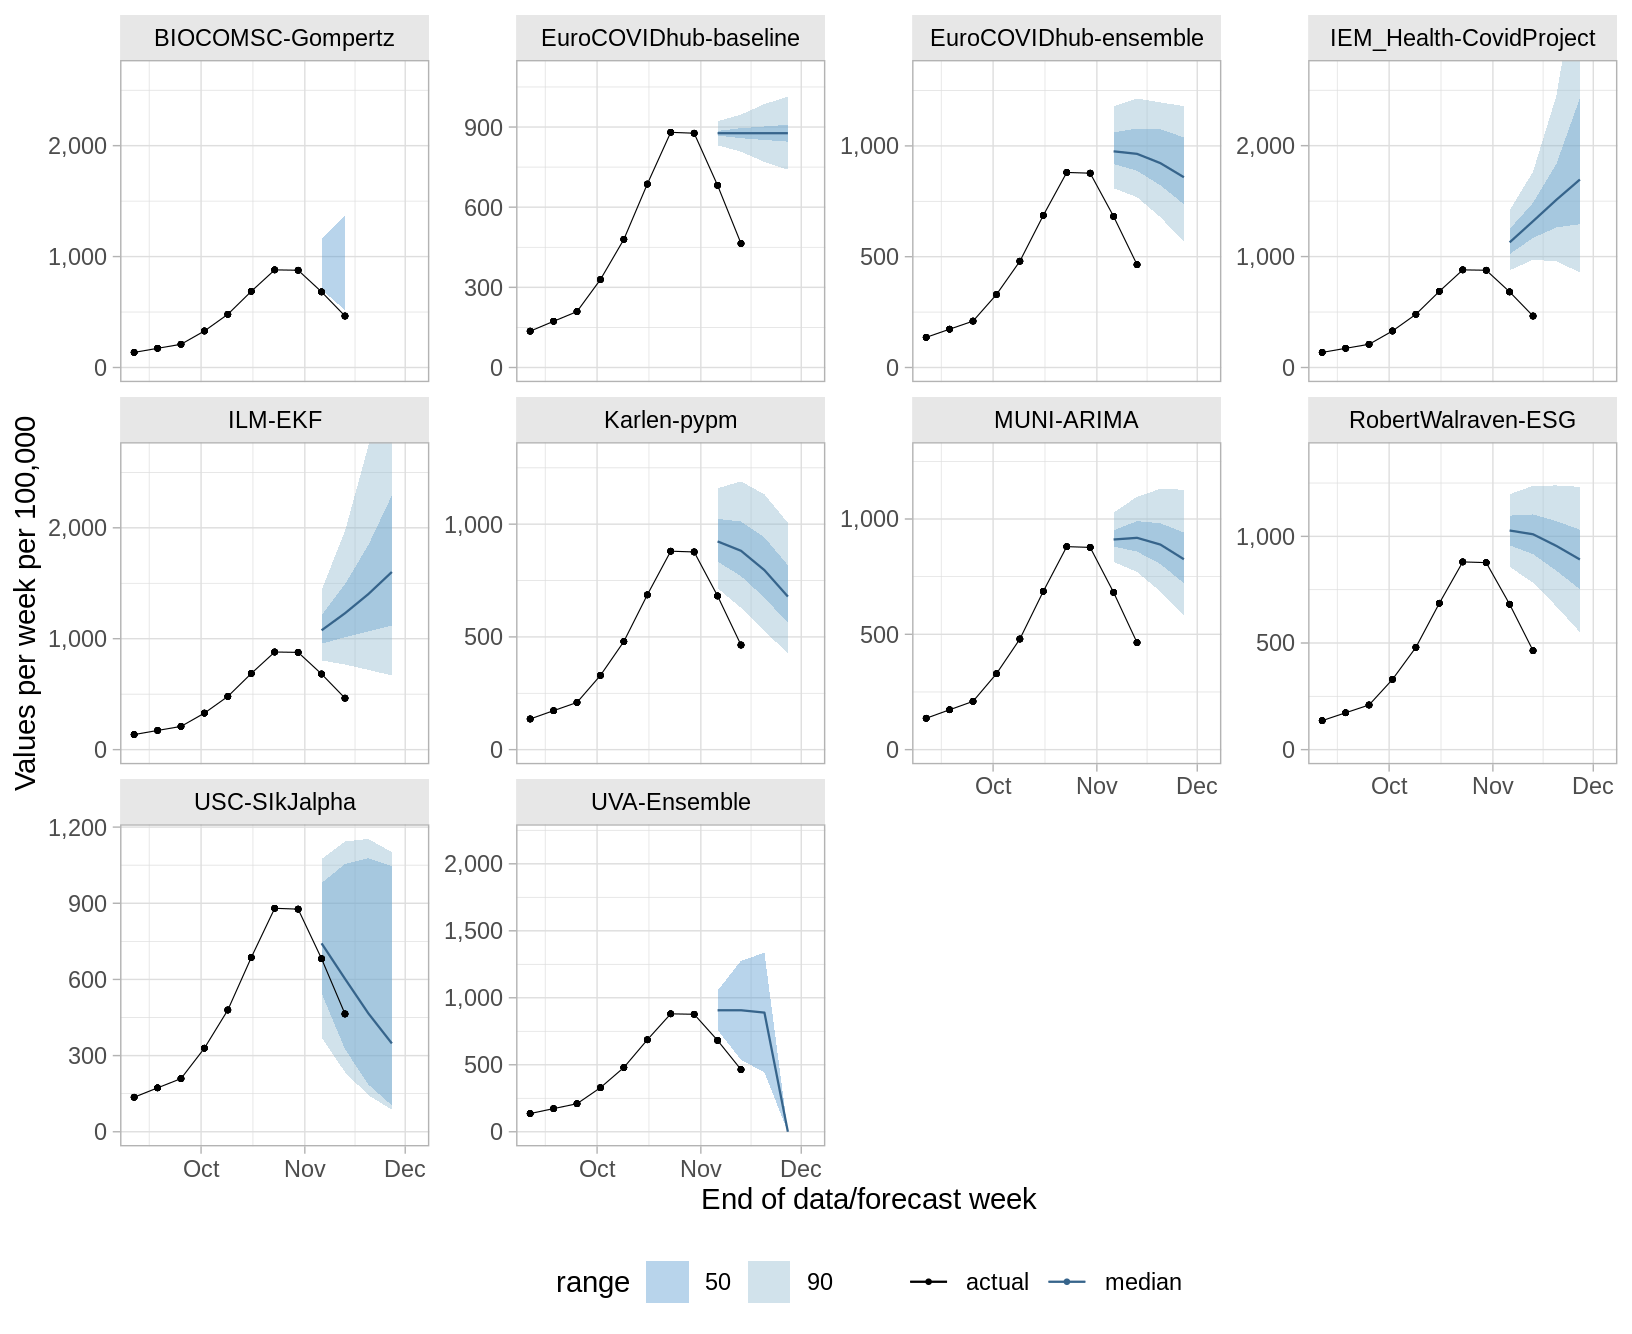 BIOCOMSC-Gompertz EuroCOVIDhub-baseline EuroCOVIDhub-ensemble IEM_Health-CovidProject
2,000 900 1,000 2,000
600
1,000 500 1,000
300
0 0 0 0
ILM-EKF Karlen-pypm MUNI-ARIMA RobertWalraven-ESG
2,000 1,000 1,000 1,000
1,000 500 500 500
0 0 0 0
Oct Nov Dec Oct Nov Dec
USC-SIkJalpha UVA-Ensemble
1,200
900 2,000
1,500
600 1,000
300 500
0 0
Oct Nov Dec Oct Nov Dec
Values per week per 100,000
End of data/forecast week
range 50 90 actual median